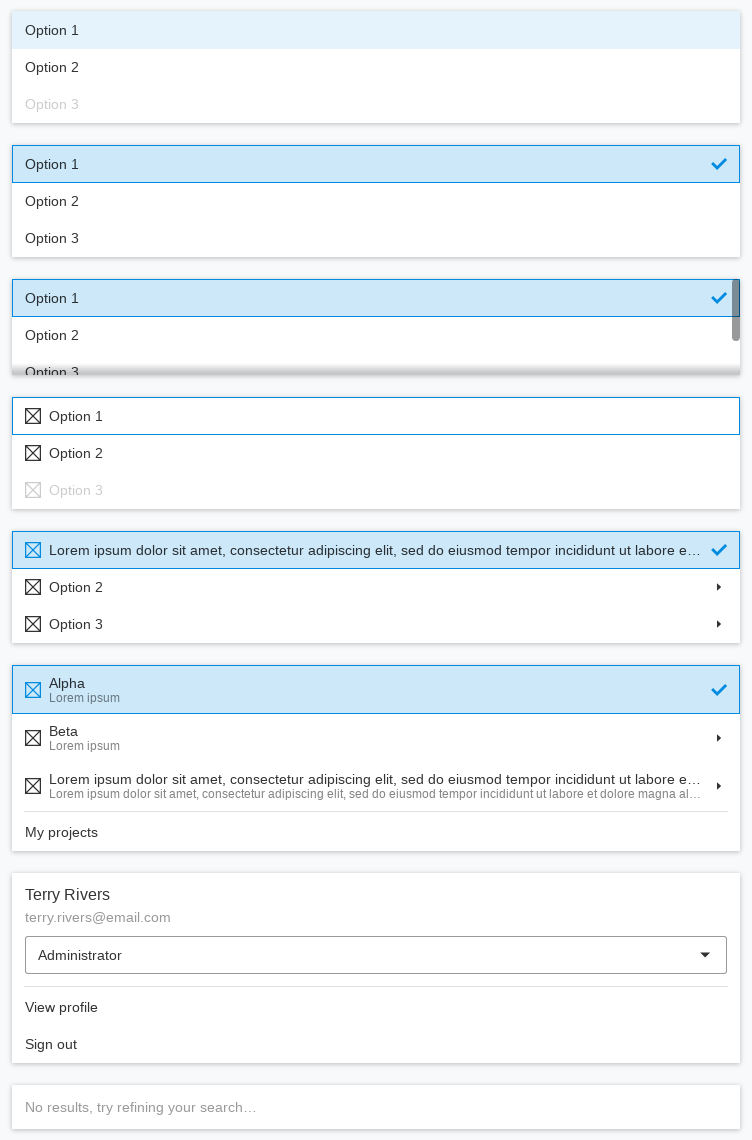 Option 1
Option 2
Option 3
Option 1
Option 2
Option 3
Option 1
Option 2
Option 3
Option 1
Option 2
Option 3
Lorem ipsum dolor sit amet, consectetur adipiscing elit, sed do eiusmod tempor incididunt ut labore e…
Option 2
Option 3
Alpha
Lorem ipsum
Beta
Lorem ipsum
Lorem ipsum dolor sit amet, consectetur adipiscing elit, sed do eiusmod tempor incididunt ut labore e…
Lorem ipsum dolor sit amet, consectetur adipiscing elit, sed do eiusmod tempor incididunt ut labore et dolore magna al…
My projects
Terry Rivers
terry.rivers@email.com
Administrator
View profile
Sign out
No results, try refining your search…